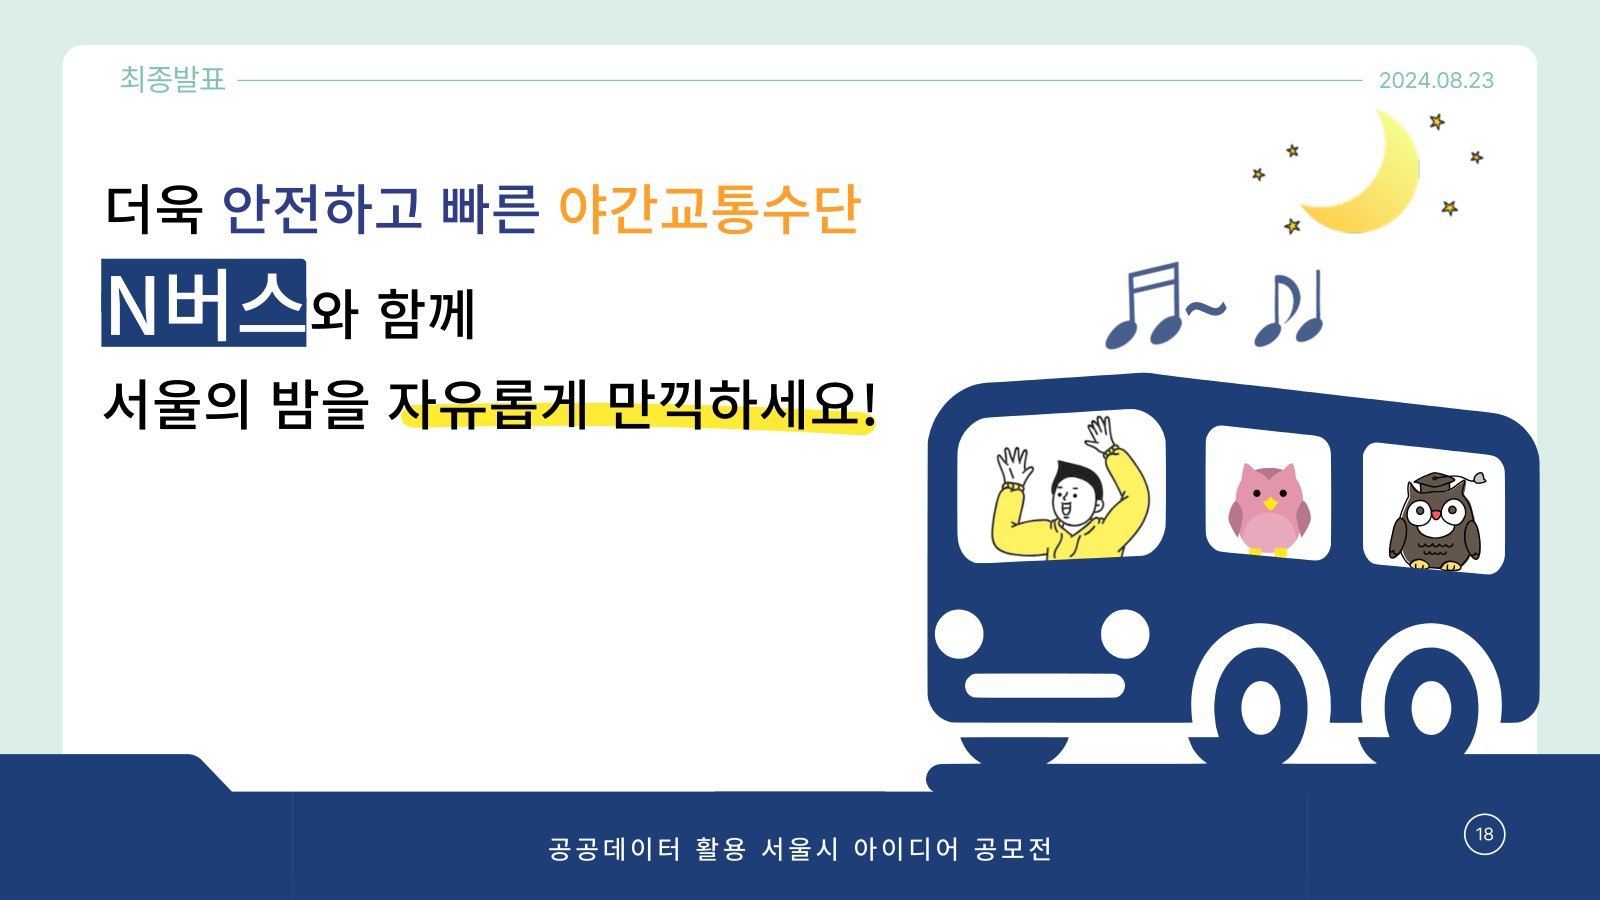 최종발표
2024.08.23
더욱 안전하고 빠른 야간교통수단
N버스와 함께
서울의 밤을 자유롭게 만끽하세요!
~
공공데이터 활용 서울시 아이디어 공모전
18